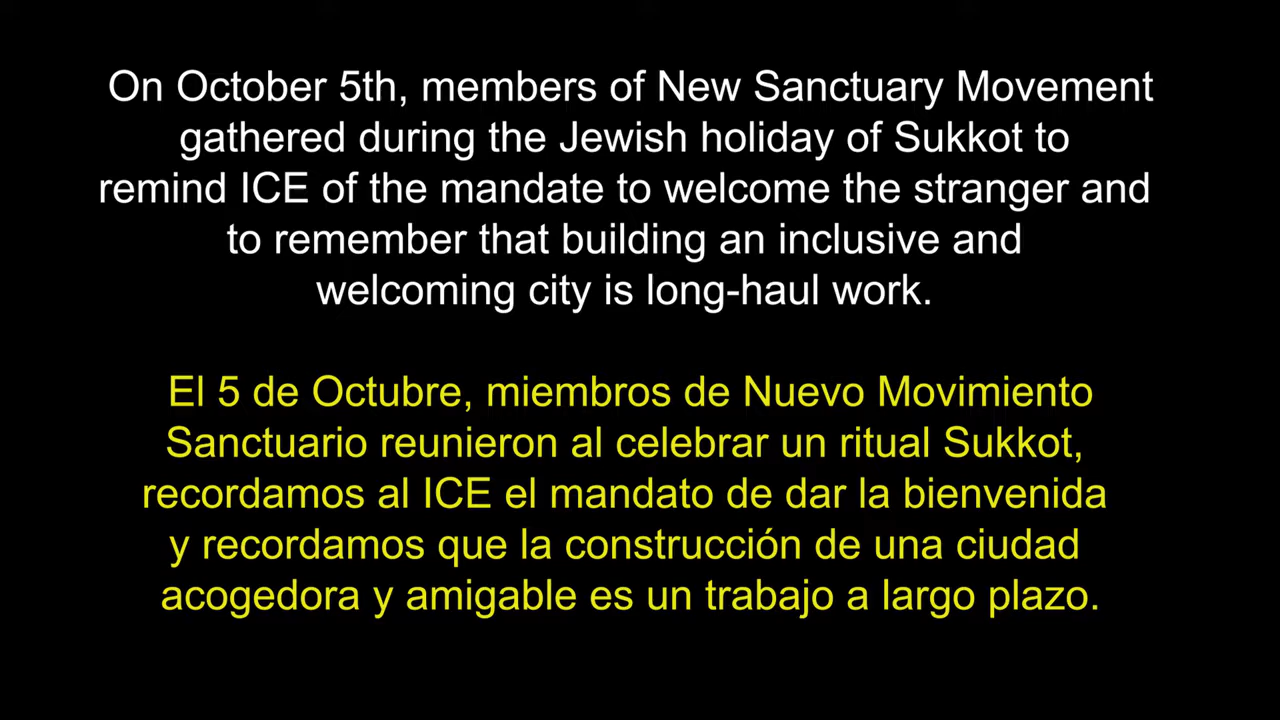 On October 5th, members of New Sanctuary Movement
gathered during the Jewish holiday of Sukkot to
remind ICE of the mandate to welcome the stranger and
to remember that building an inclusive and
welcoming city is long-haul work.
El 5 de Octubre, miembros de Nuevo Movimiento
Sanctuario reunieron al celebrar un ritual Sukkot,
recordamos al ICE el mandato de dar la bienvenida
y recordamos que la construcción de una ciudad
acogedora y amigable es un trabajo a largo plazo.